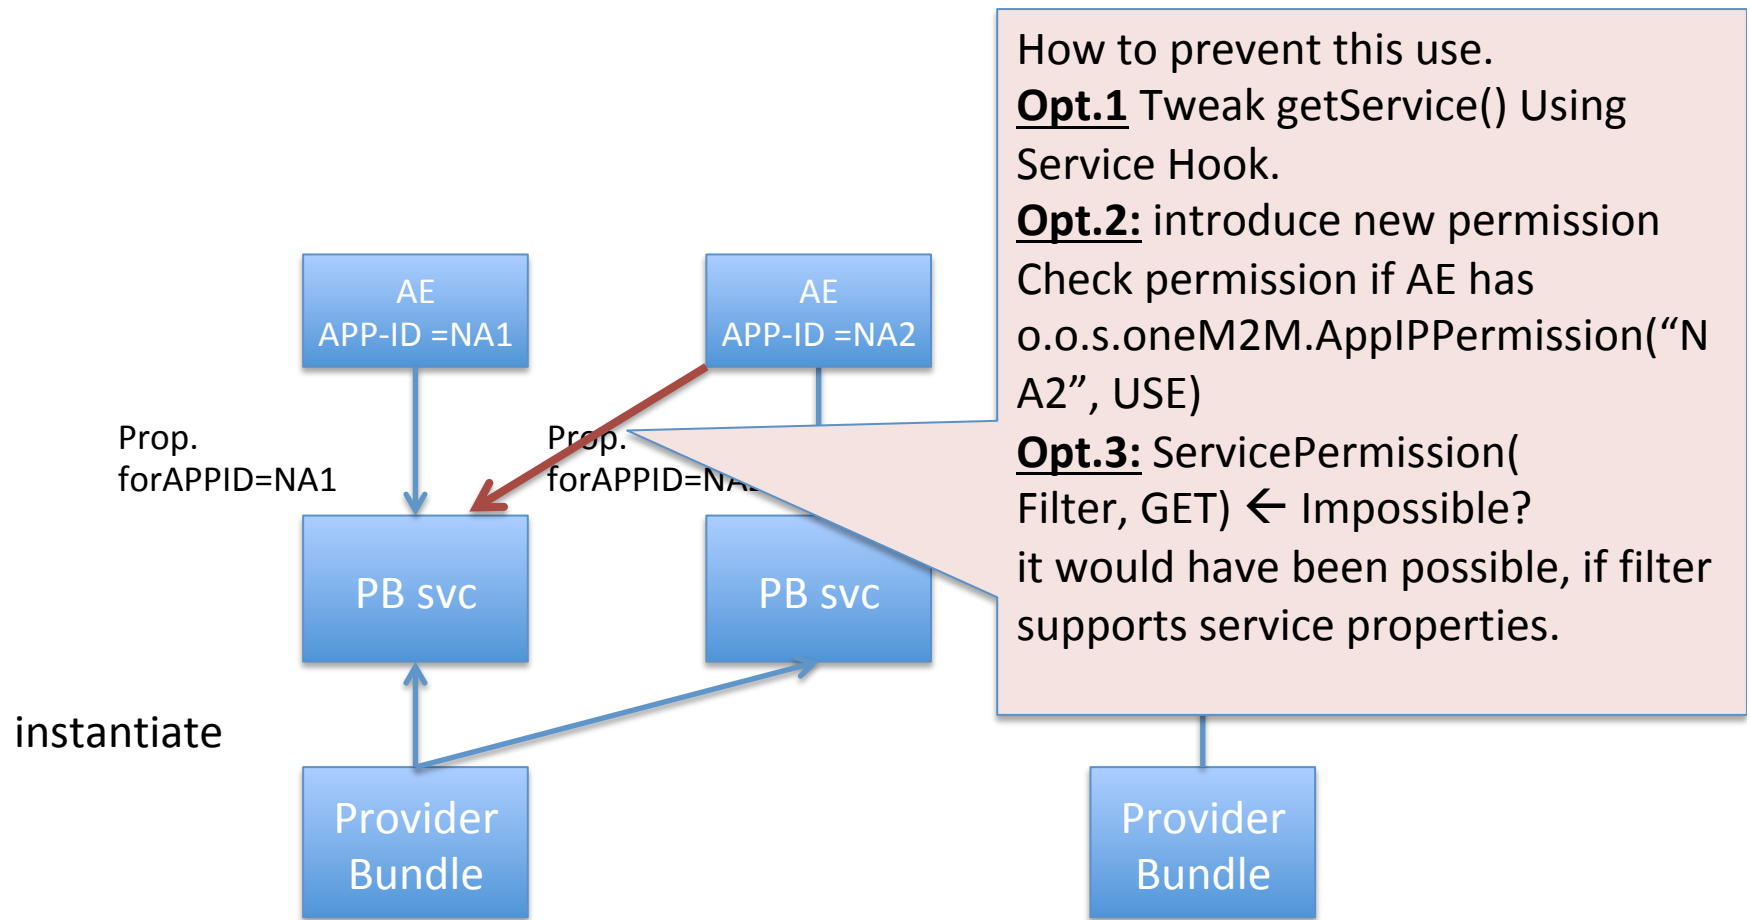 How to prevent this use.
Opt.1 Tweak getService() Using
Service Hook.
Opt.2: introduce new permission
Check permission if AE has
o.o.s.oneM2M.AppIPPermission(“N
A2”, USE)
Opt.3: ServicePermission(
Filter, GET) ← Impossible?
it would have been possible, if filter
supports service properties.
AE
APP-ID =NA1
AE
APP-ID =NA2
Prop.
forAPPID=NA1
Prop.
PB svc
PB svc
instantiate
Provider
Bundle
Provider
Bundle